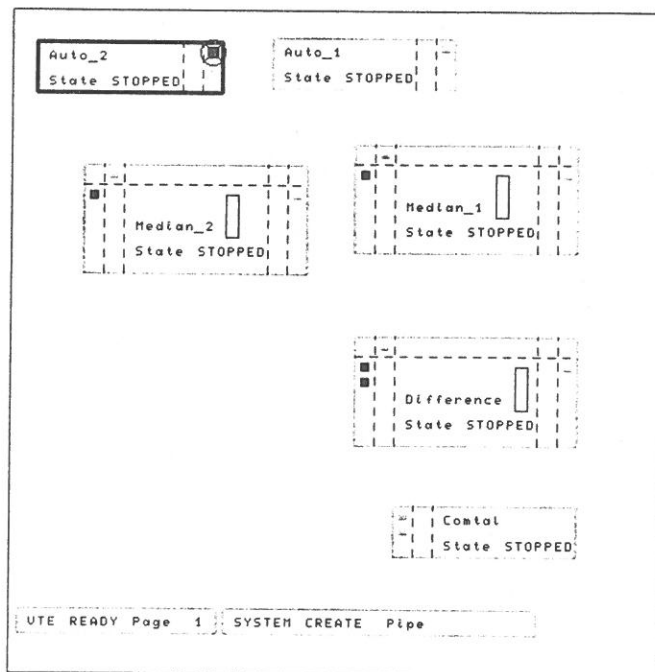 Auto_2
State STOPPED
Auto_1
State STOPPED
Median_2
State STOPPED
Median_1
State STOPPED
Difference
State STOPPED
Comtal
State STOPPED
VTE READY Page 1
SYSTEM CREATE Pipe